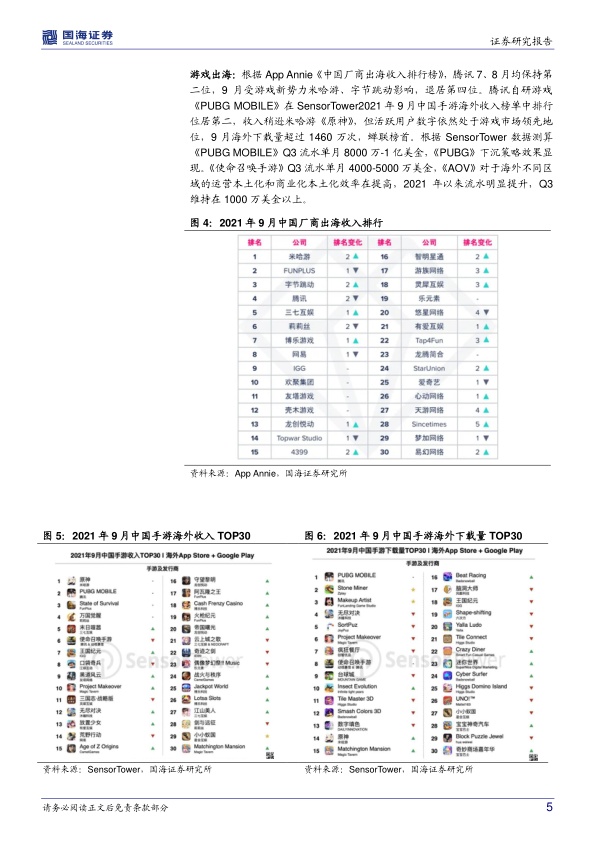 国海证券
SEALAND SECURITIES
证券研究报告
游戏出海：根据 App Annie《中国厂商出海收入排行榜》，腾讯 7、8 月均保持第
二位，9 月受游戏新势力米哈游、字节跳动影响，退居第四位。腾讯自研游戏
《PUBG MOBILE》在 SensorTower2021 年 9 月中国手游海外收入榜单中排行
位居第二，收入稍逊米哈游《原神》，但活跃用户数字依然处于游戏市场领先地
位，9 月海外下载量超过 1460 万次，蝉联榜首。根据 SensorTower 数据测算
《PUBG MOBILE》Q3 流水单月 8000 万-1 亿美金，《PUBG》下沉策略效果显
现。《使命召唤手游》Q3 流水单月 4000-5000 万美金，《AOV》对于海外不同区
域的运营本土化和商业化本土化效率在提高，2021 年以来流水明显提升，Q3
维持在 1000 万美金以上。
图 4：2021 年 9 月中国厂商出海收入排行
排名 公司 排名变化 排名 公司 排名变化
1 米哈游 2 ▲ 16 智明星通 2 ▲
2 FUNPLUS 1 ▼ 17 游族网络 3 ▲
3 字节跳动 2 ▲ 18 灵犀互娱 3 ▲
4 腾讯 2 ▼ 19 乐元素 -
5 三七互娱 1 ▲ 20 悠星网络 4 ▼
6 莉莉丝 2 ▼ 21 有爱互娱 1 ▲
7 博乐游戏 1 ▲ 22 Tap4Fun 3 ▲
8 网易 1 ▼ 23 龙腾简合 -
9 IGG - 24 StarUnion 2 ▲
10 欢聚集团 - 25 爱奇艺 1 ▼
11 友塔游戏 - 26 心动网络 1 ▲
12 壳木游戏 - 27 天游网络 4 ▲
13 龙创悦动 1 ▲ 28 Sincetimes 5 ▲
14 Topwar Studio 1 ▼ 29 梦加网络 1 ▼
15 4399 2 ▲ 30 易幻网络 2 ▲
资料来源：App Annie，国海证券研究所
图 5：2021 年 9 月中国手游海外收入 TOP30
2021年9月中国手游收入TOP30 | 海外App Store + Google Play
手游及发行商
1 原神 - 16 守望黎明
2 PUBG MOBILE - 17 阿瓦隆之王
3 State of Survival - 18 Cash Frenzy Casino
4 万国觉醒 - 19 火枪纪元
5 末日喧嚣 20 帝国曙光
6 使命召唤手游 21 云上城之歌
7 王国纪元 22 奇迹之剑
8 口袋奇兵 23 偶像梦幻祭!! Music
9 黄道风云 24 战火与秩序
10 Project Makeover 25 Jackpot World
11 三国志·战略版 26 Lotsa Slots
12 无尽对决 27 江山美人
13 放置少女 28 剑与远征
14 荒野行动 29 小小蚁国
15 Age of Z Origins 30 Matchington Mansion
资料来源：SensorTower，国海证券研究所
图 6：2021 年 9 月中国手游海外下载量 TOP30
2021年9月中国手游下载量TOP30 | 海外App Store + Google Play
手游及发行商
1 PUBG MOBILE - 16 Beat Racing
2 Stone Miner 17 脑洞大师
3 Makeup Artist 18 王国纪元
4 无尽对决 19 Shape-shifting
5 SortPuz 20 Yalla Ludo
6 Project Makeover 21 Tile Connect
7 疯狂餐厅 22 Crazy Diner
8 使命召唤手游 23 迷你世界
9 台球城 24 Cyber Surfer
10 Insect Evolution 25 Higgs Domino Island
11 Tile Master 3D 26 UNO!™
12 Smash Colors 3D 27 小小蚁国
13 数字填色 28 宝宝神奇汽车
14 原神 29 Block Puzzle Jewel
15 Matchington Mansion 30 奇妙商场嘉年华
资料来源：SensorTower，国海证券研究所
请务必阅读正文后免责条款部分
5